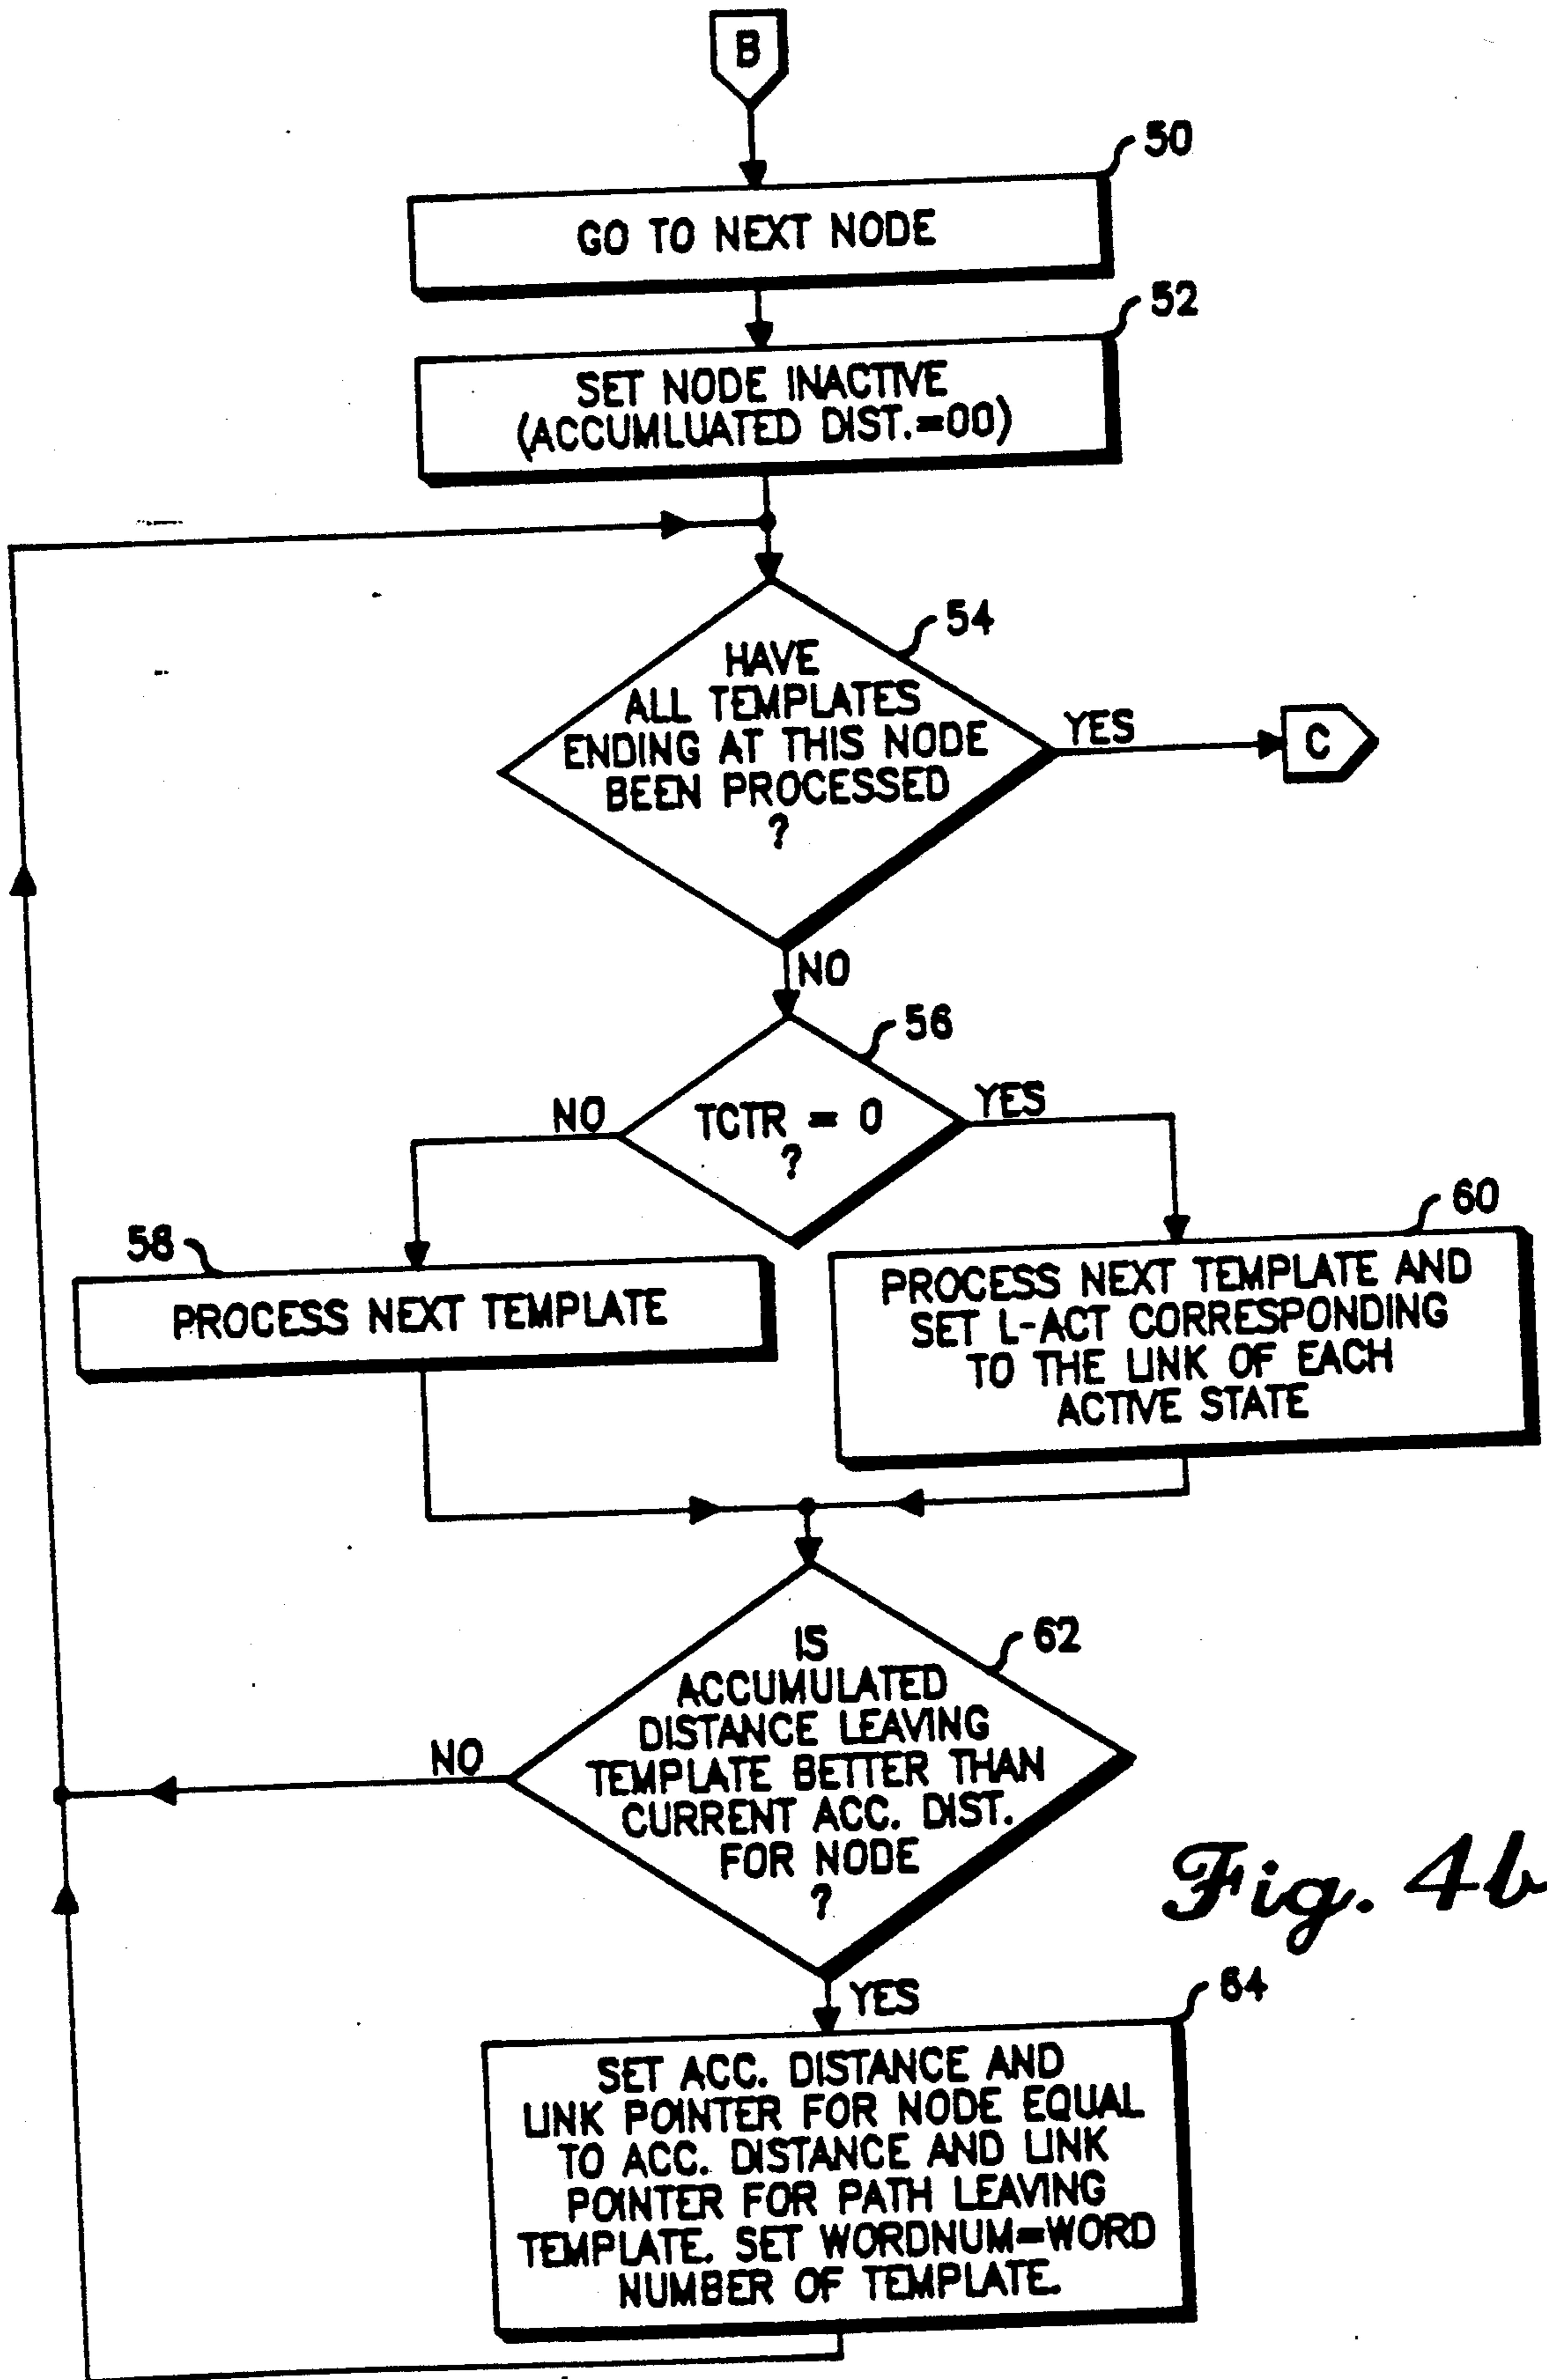 B
50
GO TO NEXT NODE
52
SET NODE INACTIVE
(ACCUMLUATED DIST.=00)
54
HAVE
ALL TEMPLATES
ENDING AT THIS NODE
BEEN PROCESSED
?
YES
C
NO
56
TCTR = 0
?
NO
YES
58
PROCESS NEXT TEMPLATE
60
PROCESS NEXT TEMPLATE AND
SET L-ACT CORRESPONDING
TO THE LINK OF EACH
ACTIVE STATE
62
IS
ACCUMULATED
DISTANCE LEAVING
TEMPLATE BETTER THAN
CURRENT ACC. DIST.
FOR NODE
?
NO
YES
Fig. 4b
64
SET ACC. DISTANCE AND
LINK POINTER FOR NODE EQUAL
TO ACC. DISTANCE AND LINK
POINTER FOR PATH LEAVING
TEMPLATE. SET WORDNUM=WORD
NUMBER OF TEMPLATE.